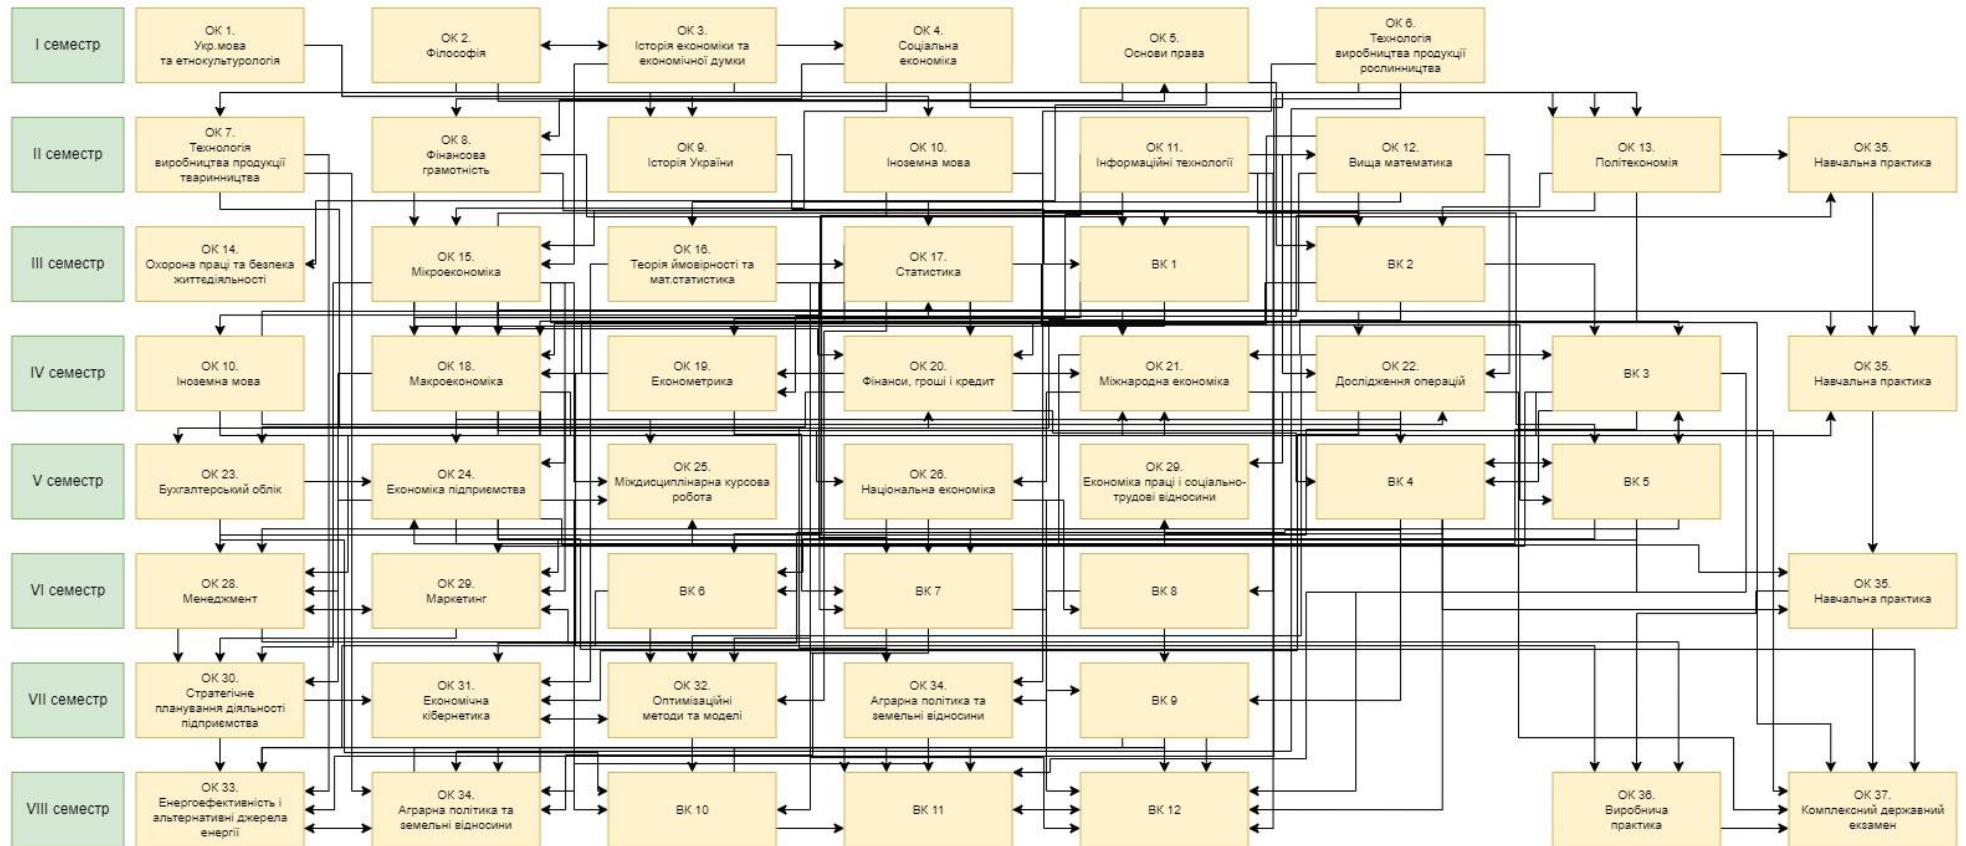 I семестр
ОК 1.
Укр.мова
та етнокультурологія
ОК 2.
Філософія
ОК 3.
Історія економіки та
економічної думки
ОК 4.
Соціальна
економіка
ОК 5.
Основи права
ОК 6.
Технологія
виробництва продукції
рослинництва
II семестр
ОК 7.
Технологія
виробництва продукції
тваринництва
ОК 8.
Фінансова
грамотність
ОК 9.
Історія України
ОК 10.
Іноземна мова
ОК 11.
Інформаційні технології
ОК 12.
Вища математика
ОК 13.
Політекономія
ОК 35.
Навчальна практика
III семестр
ОК 14.
Охорона праці та безпека
життєдіяльності
ОК 15.
Мікроекономіка
ОК 16.
Теорія ймовірності та
мат.статистика
ОК 17.
Статистика
ВК 1
ВК 2
IV семестр
ОК 10.
Іноземна мова
ОК 18.
Макроекономіка
ОК 19.
Економетрика
ОК 20.
Фінанси, гроші і кредит
ОК 21.
Міжнародна економіка
ОК 22.
Дослідження операцій
ВК 3
ОК 35.
Навчальна практика
V семестр
ОК 23.
Бухгалтерський облік
ОК 24.
Економіка підприємства
ОК 25.
Міждисциплінарна курсова
робота
ОК 26.
Національна економіка
ОК 29.
Економіка праці і соціально-
трудові відносини
ВК 4
ВК 5
VI семестр
ОК 28.
Менеджмент
ОК 29.
Маркетинг
ВК 6
ВК 7
ВК 8
ОК 35.
Навчальна практика
VII семестр
ОК 30.
Стратегічне
планування діяльності
підприємства
ОК 31.
Економічна
кібернетика
ОК 32.
Оптимізаційні
методи та моделі
ОК 34.
Аграрна політика та
земельні відносини
ВК 9
VIII семестр
ОК 33.
Енергоефективність і
альтернативні джерела
енергії
ОК 34.
Аграрна політика та
земельні відносини
ВК 10
ВК 11
ВК 12
ОК 36.
Виробнича
практика
ОК 37.
Комплексний державний
екзамен